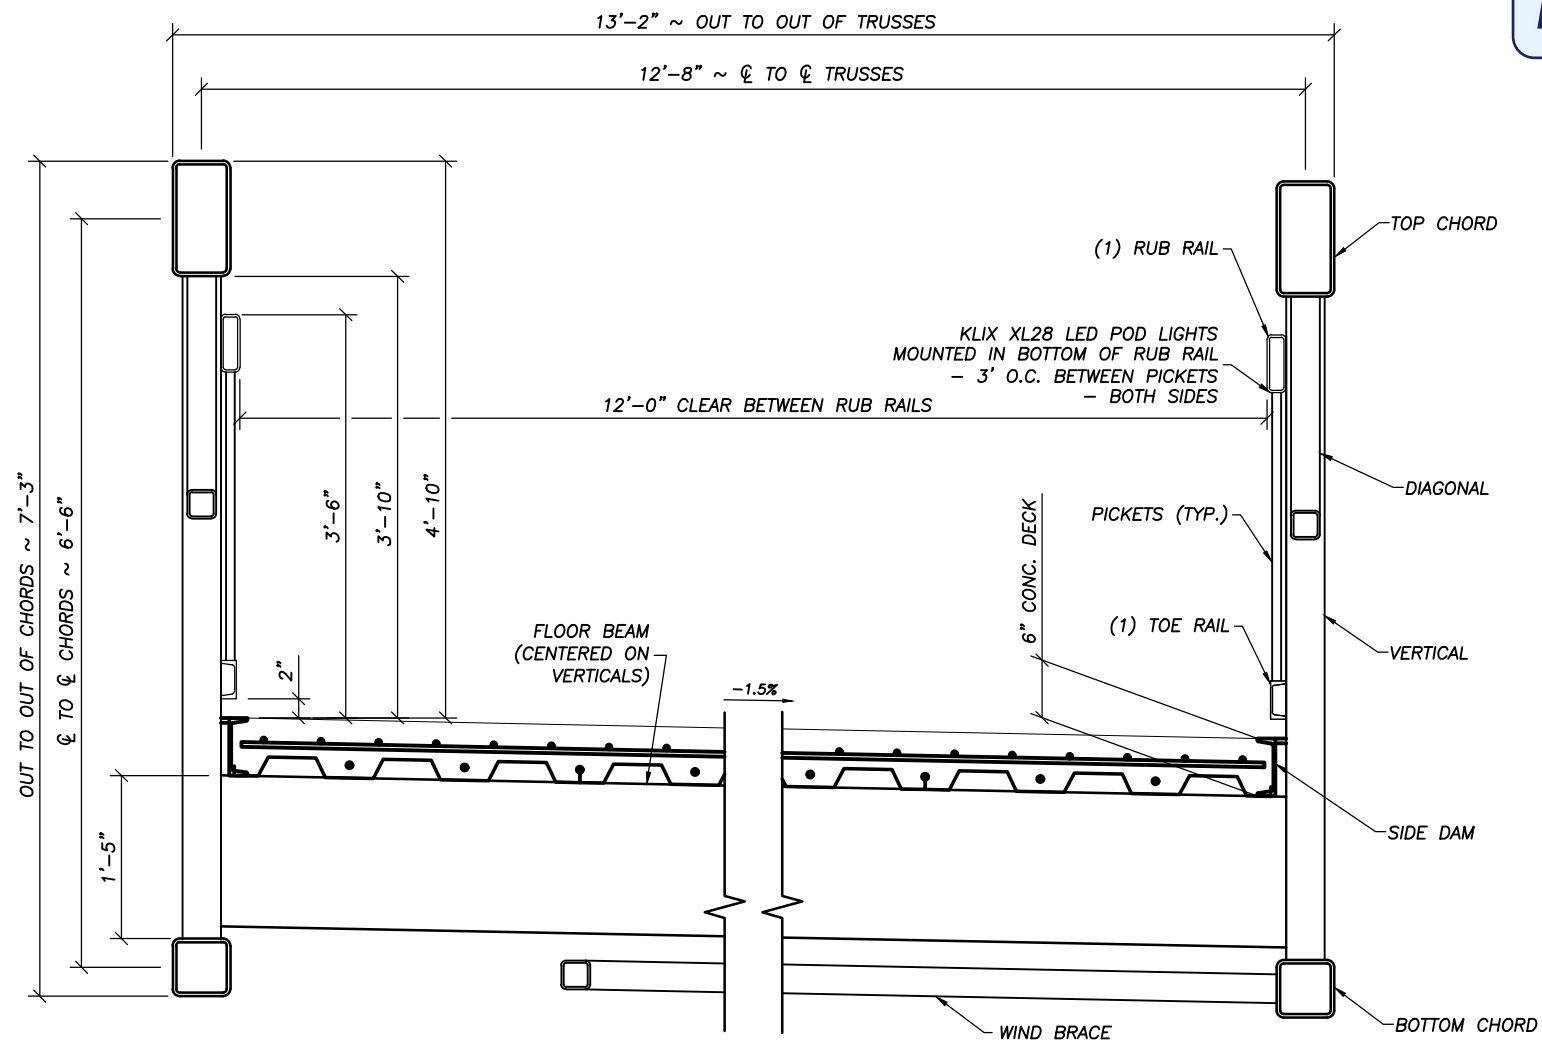 13'-2" ~ OUT TO OUT OF TRUSSES
12'-8" ~ ℄ TO ℄ TRUSSES
TOP CHORD
(1) RUB RAIL
KLIX XL28 LED POD LIGHTS
MOUNTED IN BOTTOM OF RUB RAIL
- 3' O.C. BETWEEN PICKETS
- BOTH SIDES
12'-0" CLEAR BETWEEN RUB RAILS
OUT TO OUT OF CHORDS ~ 7'-3"
℄ TO ℄ CHORDS ~ 6'-6"
3'-6"
3'-10"
4'-10"
DIAGONAL
PICKETS (TYP.)
6" CONC. DECK
(1) TOE RAIL
FLOOR BEAM
(CENTERED ON
VERTICALS)
VERTICAL
2"
-1.5%
1'-5"
SIDE DAM
WIND BRACE
BOTTOM CHORD